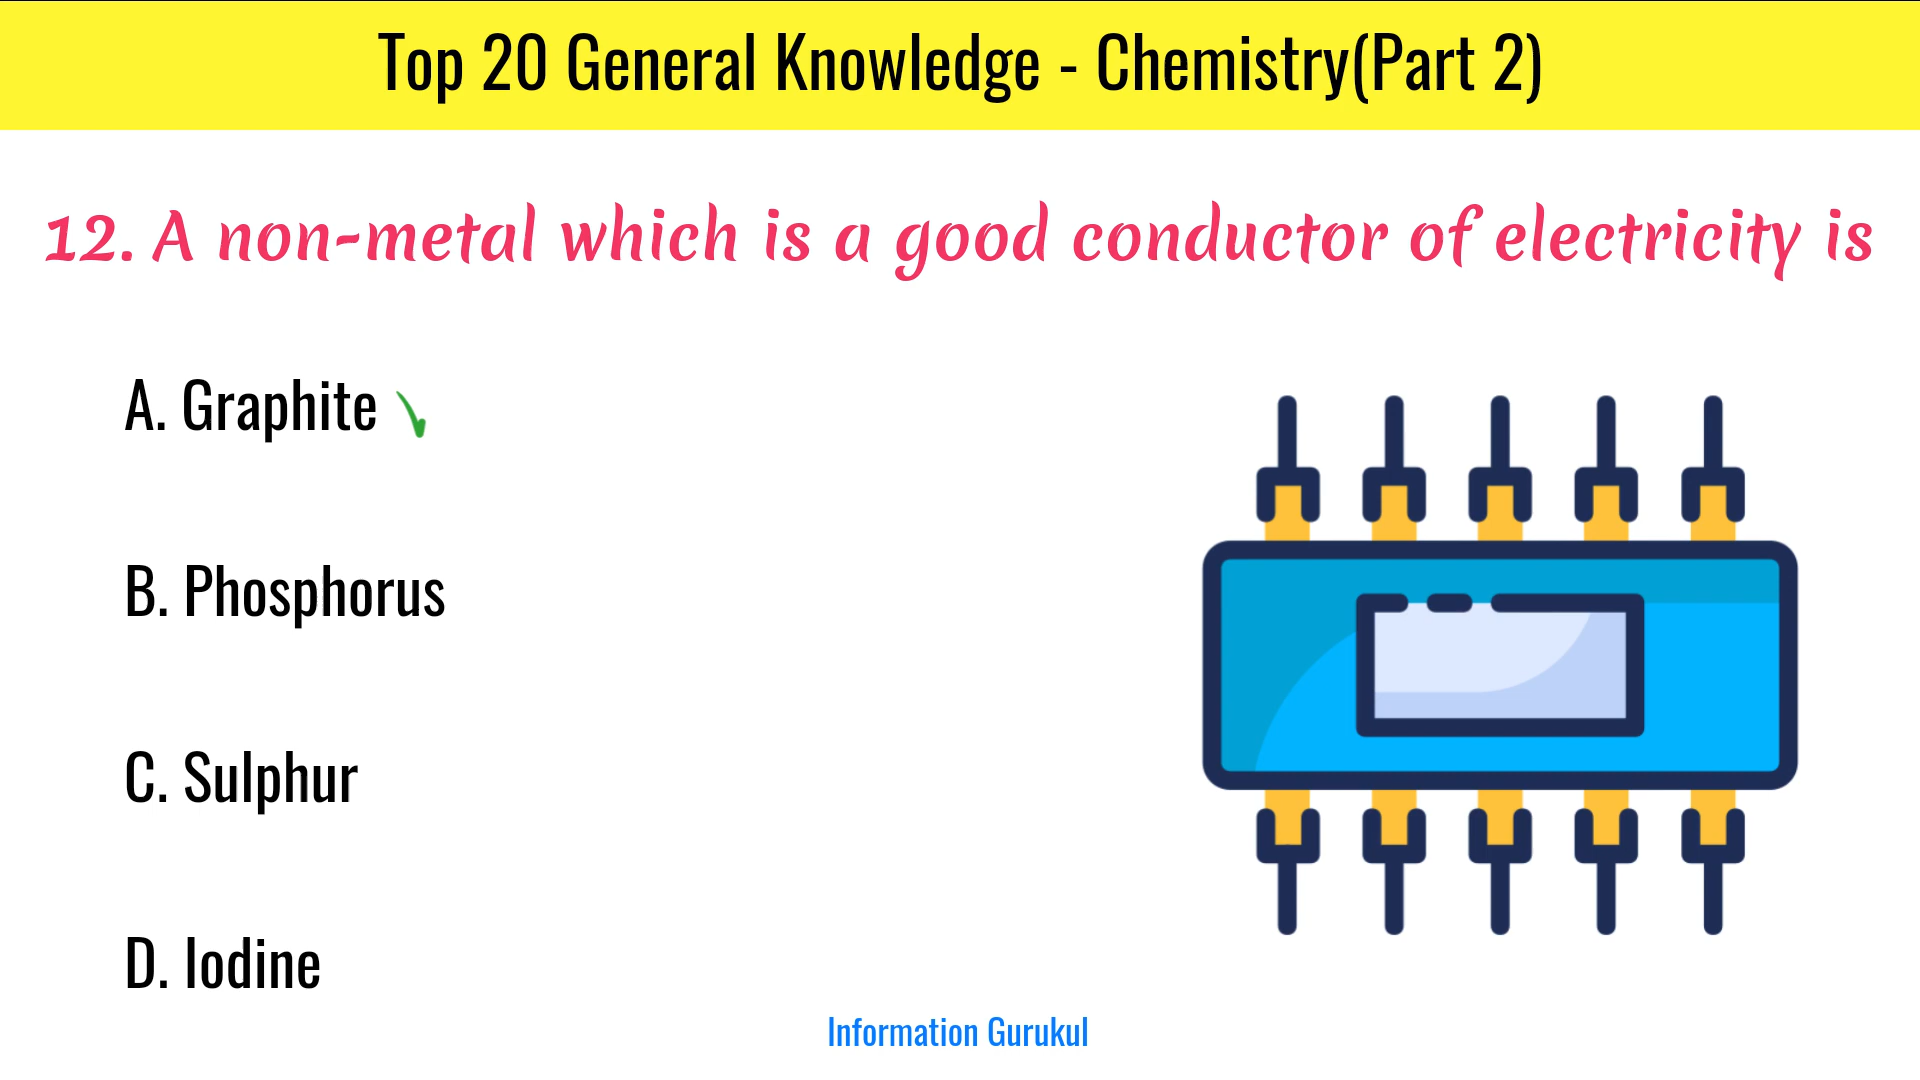 Top 20 General Knowledge - Chemistry(Part 2)
12. A non-metal which is a good conductor of electricity is
A. Graphite
B. Phosphorus
C. Sulphur
D. Iodine
Information Gurukul